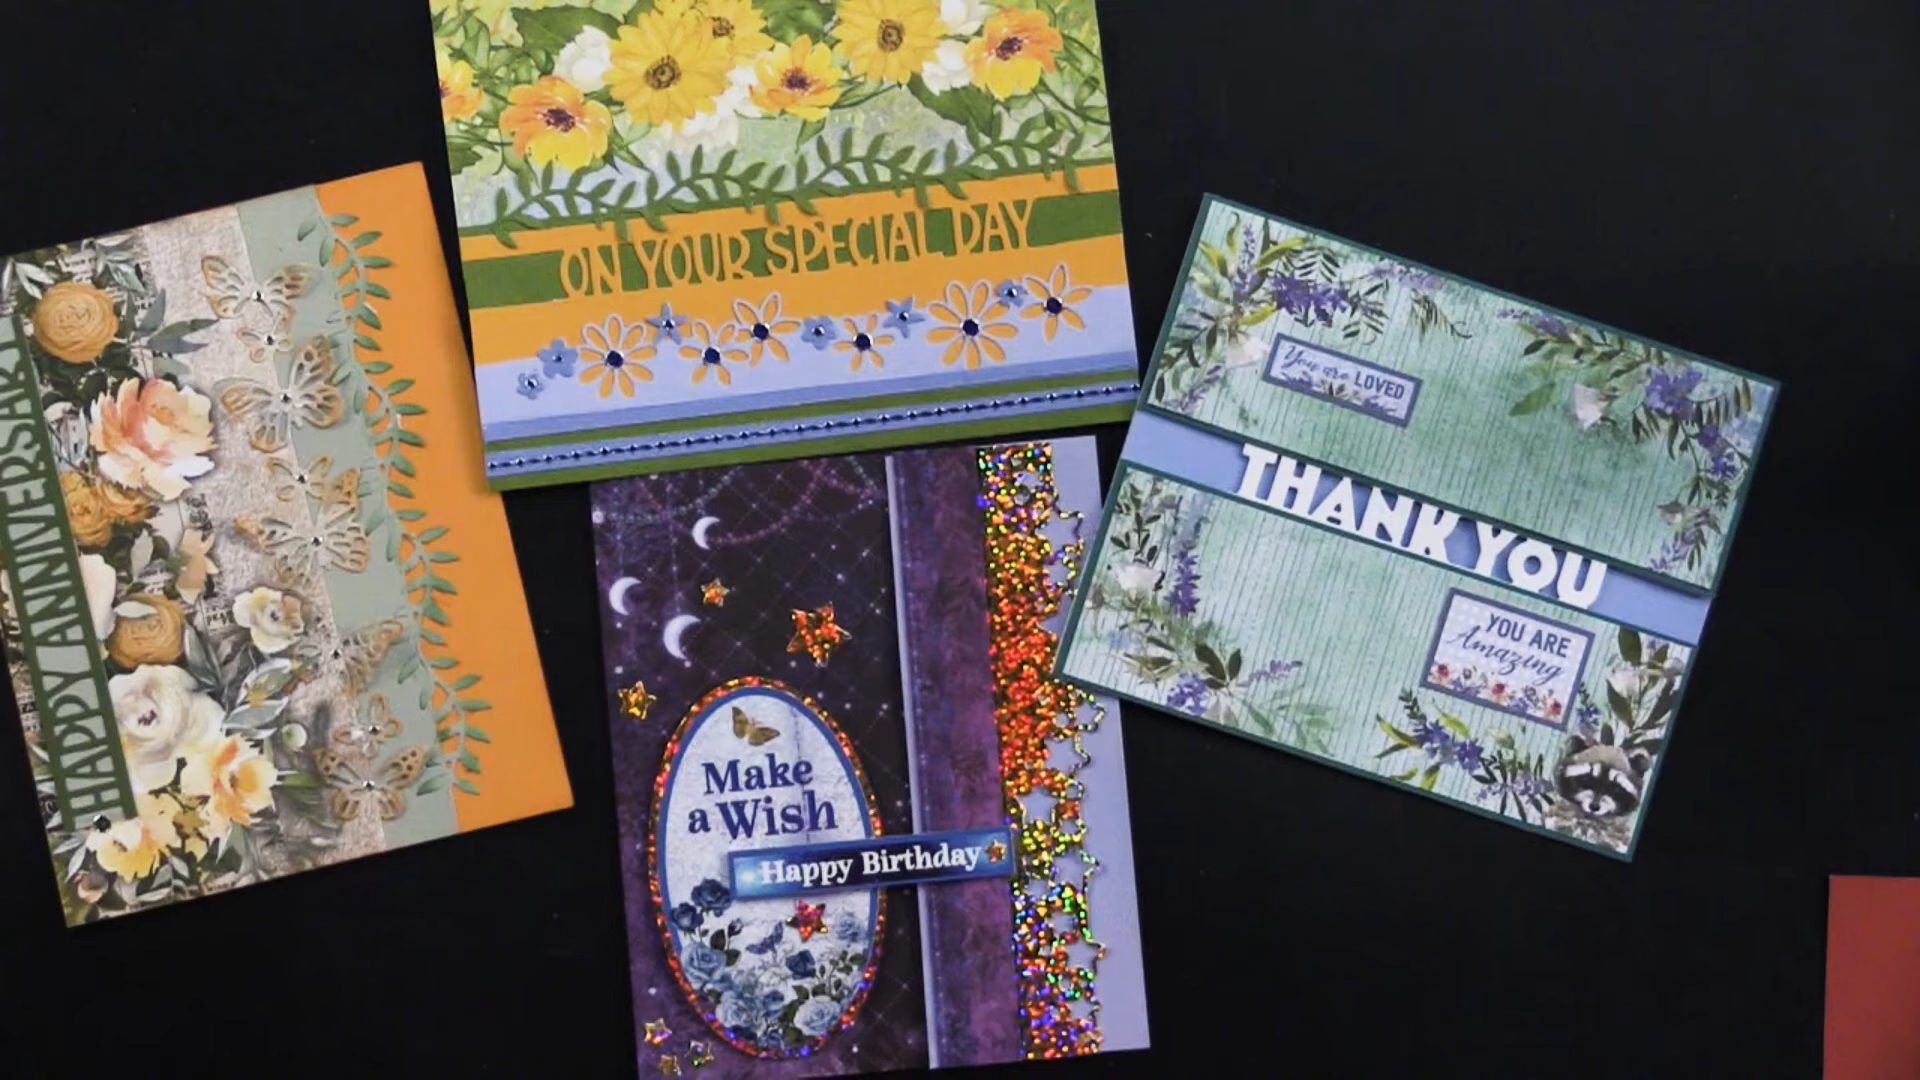 HAPPY ANNIVERSARY
ON YOUR SPECIAL DAY
You are LOVED
THANK YOU
YOU ARE
Amazing
Make
a Wish
Happy Birthday